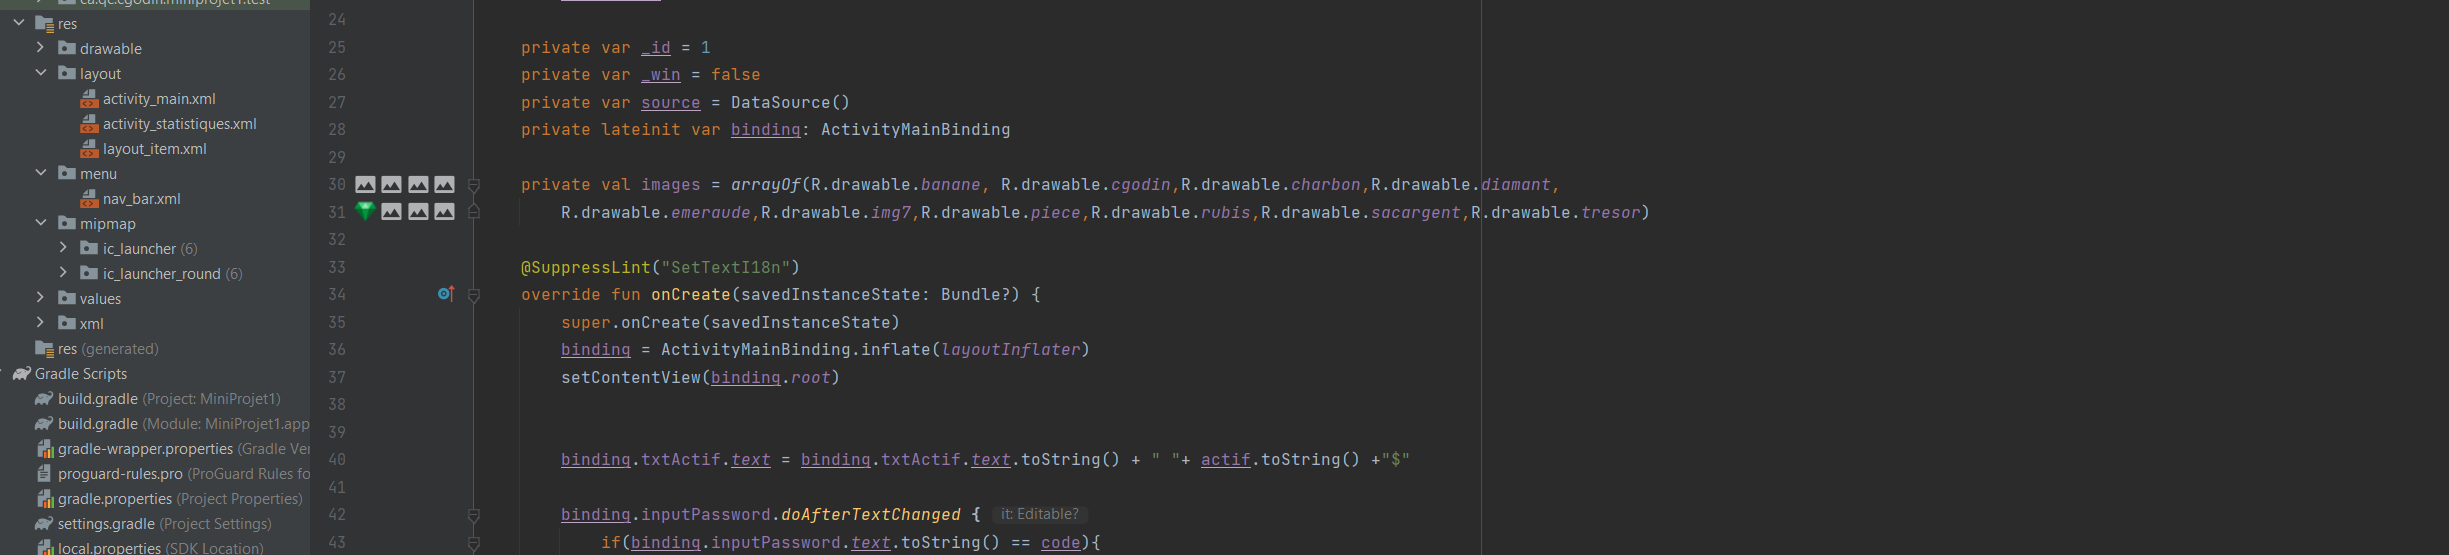 ca.qc.cgodin.miniprojet1.test
res
drawable
layout
activity_main.xml
activity_statistiques.xml
layout_item.xml
menu
nav_bar.xml
mipmap
ic_launcher (6)
ic_launcher_round (6)
values
xml
res (generated)
Gradle Scripts
build.gradle (Project: MiniProjet1)
build.gradle (Module: MiniProjet1.app
gradle-wrapper.properties (Gradle Ver
proguard-rules.pro (ProGuard Rules fo
gradle.properties (Project Properties)
settings.gradle (Project Settings)
local.properties (SDK Location)
24
25 private var _id = 1
26 private var _win = false
27 private var source = DataSource()
28 private lateinit var binding: ActivityMainBinding
29
30 private val images = arrayOf(R.drawable.banane, R.drawable.cgodin,R.drawable.charbon,R.drawable.diamant,
31 R.drawable.emeraude,R.drawable.img7,R.drawable.piece,R.drawable.rubis,R.drawable.sacargent,R.drawable.tresor)
32
33 @SuppressLint("SetTextI18n")
34 override fun onCreate(savedInstanceState: Bundle?) {
35 super.onCreate(savedInstanceState)
36 binding = ActivityMainBinding.inflate(layoutInflater)
37 setContentView(binding.root)
38
39
40 binding.txtActif.text = binding.txtActif.text.toString() + " "+ actif.toString() +"$"
41
42 binding.inputPassword.doAfterTextChanged { it: Editable?
43 if(binding.inputPassword.text.toString() == code){